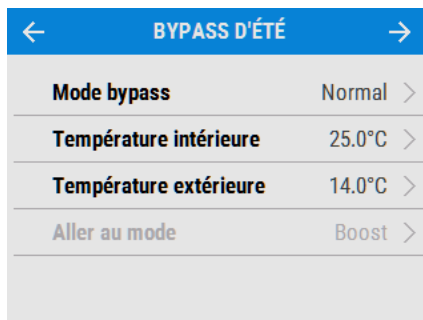 BYPASS D'ÉTÉ
Mode bypass Normal
Température intérieure 25.0°C
Température extérieure 14.0°C
Aller au mode Boost